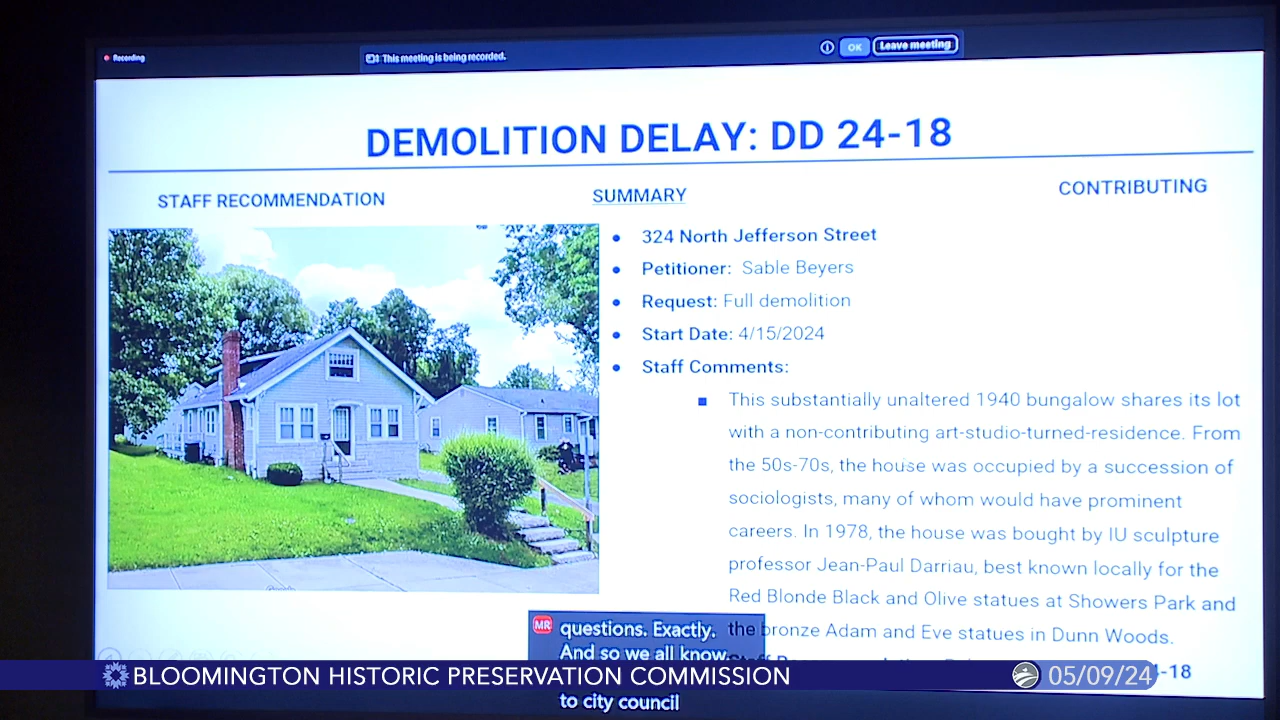 Recording
This meeting is being recorded.
OK
Leave meeting
DEMOLITION DELAY: DD 24-18
STAFF RECOMMENDATION
SUMMARY
CONTRIBUTING
324 North Jefferson Street
Petitioner: Sable Beyers
Request: Full demolition
Start Date: 4/15/2024
Staff Comments:
This substantially unaltered 1940 bungalow shares its lot
with a non-contributing art-studio-turned-residence. From
the 50s-70s, the house was occupied by a succession of
sociologists, many of whom would have prominent
careers. In 1978, the house was bought by IU sculpture
professor Jean-Paul Darriau, best known locally for the
Red Blonde Black and Olive statues at Showers Park and
the bronze Adam and Eve statues in Dunn Woods.
MR
questions. Exactly.
And so we all know,
to city council
-18
BLOOMINGTON HISTORIC PRESERVATION COMMISSION
05/09/24